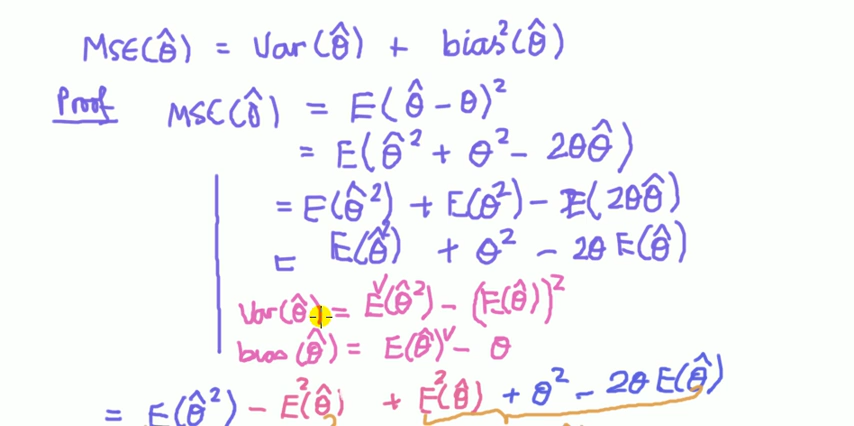 MSE(θ̂) = Var(θ̂) + bias²(θ̂)
Proof MSE(θ̂) = E(θ̂ - θ)²
= E(θ̂² + θ² - 2θθ̂)
= E(θ̂²) + E(θ²) - E(2θθ̂)
= E(θ̂²) + θ² - 2θ E(θ̂)
Var(θ̂) = E(θ̂²) - (E(θ̂))²
bias(θ̂) = E(θ̂) - θ
= E(θ̂²) - E²(θ̂) + E²(θ̂) + θ² - 2θ E(θ̂)